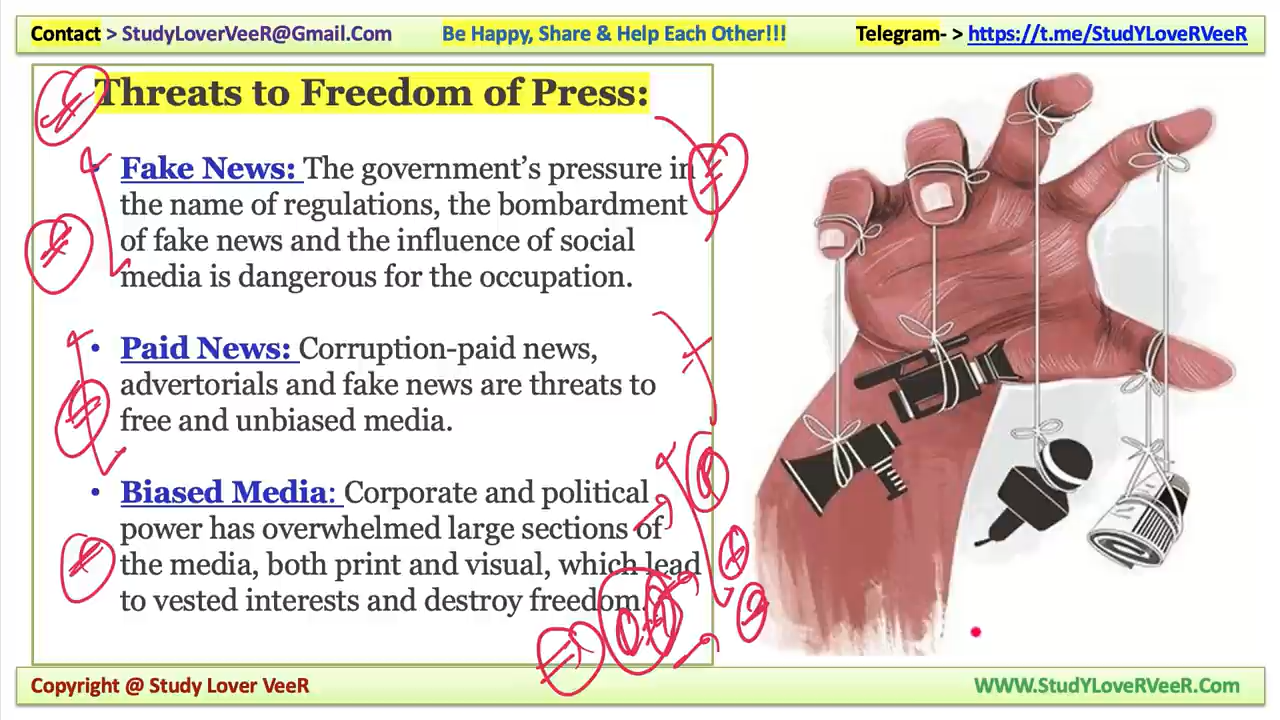 Contact > StudyLoverVeeR@Gmail.Com Be Happy, Share & Help Each Other!!! Telegram- > https://t.me/StudYLoveRVeeR
Threats to Freedom of Press:
• Fake News: The government's pressure in
the name of regulations, the bombardment
of fake news and the influence of social
media is dangerous for the occupation.
• Paid News: Corruption-paid news,
advertorials and fake news are threats to
free and unbiased media.
• Biased Media: Corporate and political
power has overwhelmed large sections of
the media, both print and visual, which lead
to vested interests and destroy freedom.
Copyright @ Study Lover VeeR WWW.StudYLoveRVeeR.Com